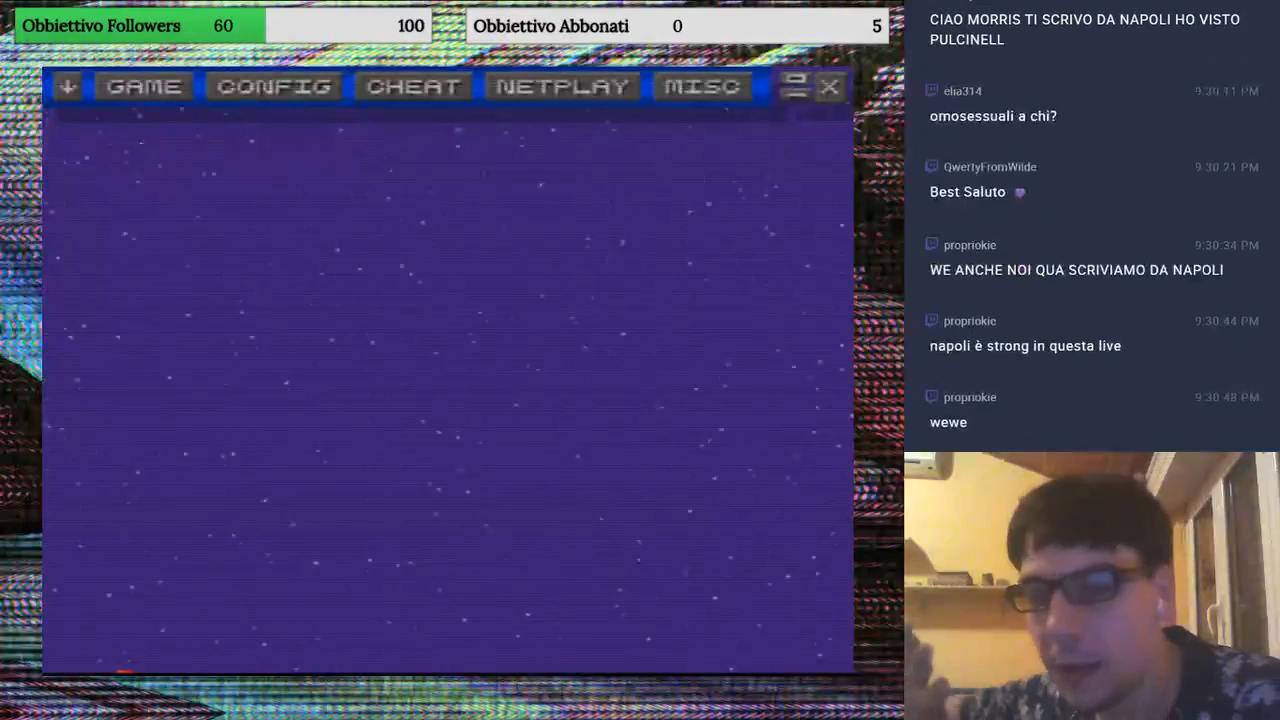 Obbiettivo Followers 60 100
Obbiettivo Abbonati 0 5
GAME CONFIG CHEAT NETPLAY MISC X
CIAO MORRIS TI SCRIVO DA NAPOLI HO VISTO
PULCINELL
elia314 9:30:11 PM
omosessuali a chi?
QwertyFromWilde 9:30:21 PM
Best Saluto
propriokie 9:30:34 PM
WE ANCHE NOI QUA SCRIVIAMO DA NAPOLI
propriokie 9:30:44 PM
napoli è strong in questa live
propriokie 9:30:48 PM
wewe